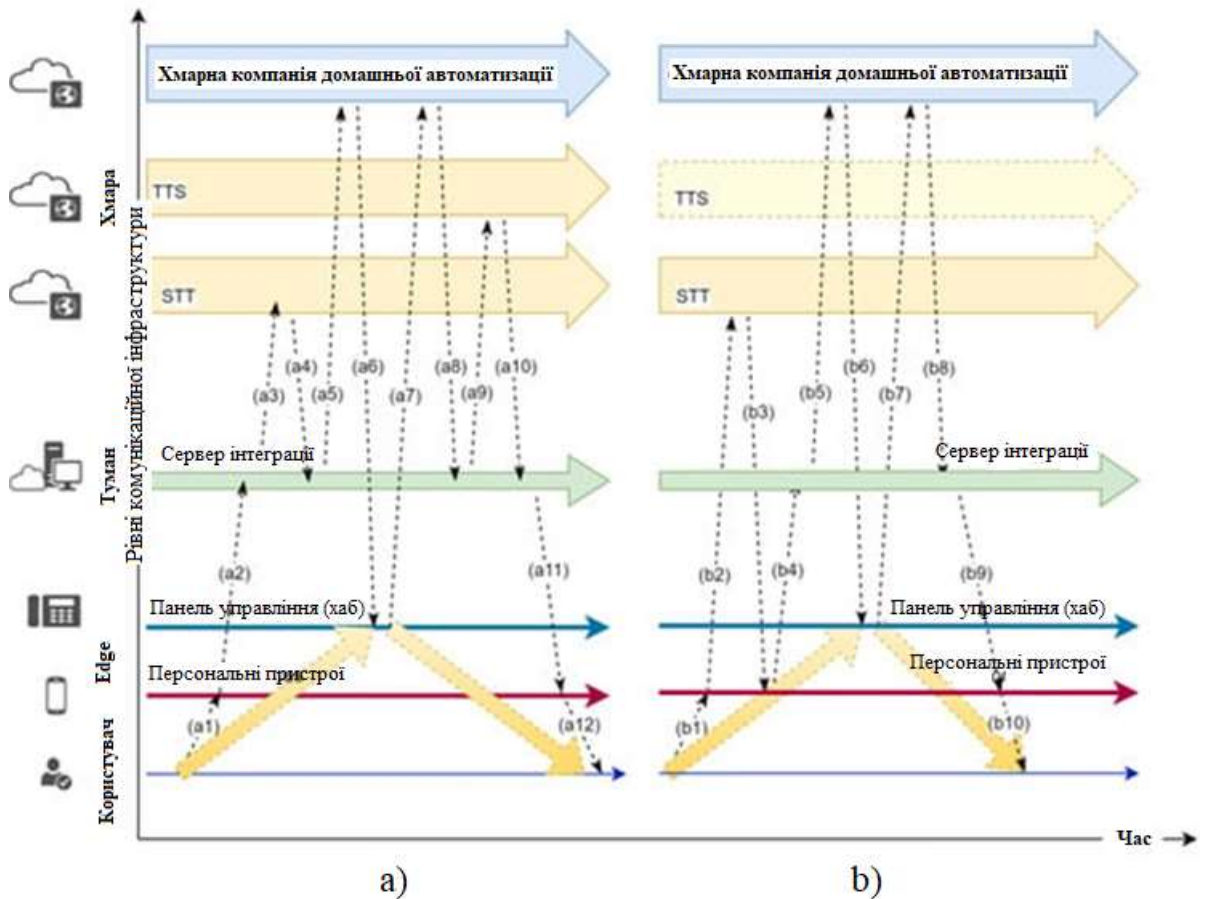 Рівні комунікаційної інфраструктури
Хмара
Туман
Edge
Користувач
Хмарна компанія домашньої автоматизації
TTS
STT
(a3)
(a4)
(a5)
(a6)
(a7)
(a8)
(a9)
(a10)
Сервер інтеграції
(a2)
(a11)
Панель управління (хаб)
Персональні пристрої
(a1)
(a12)
a)
Хмарна компанія домашньої автоматизації
TTS
STT
(b3)
(b5)
(b6)
(b7)
(b8)
Сервер інтеграції
(b2)
(b4)
(b9)
Панель управління (хаб)
Персональні пристрої
(b1)
(b10)
Час
b)